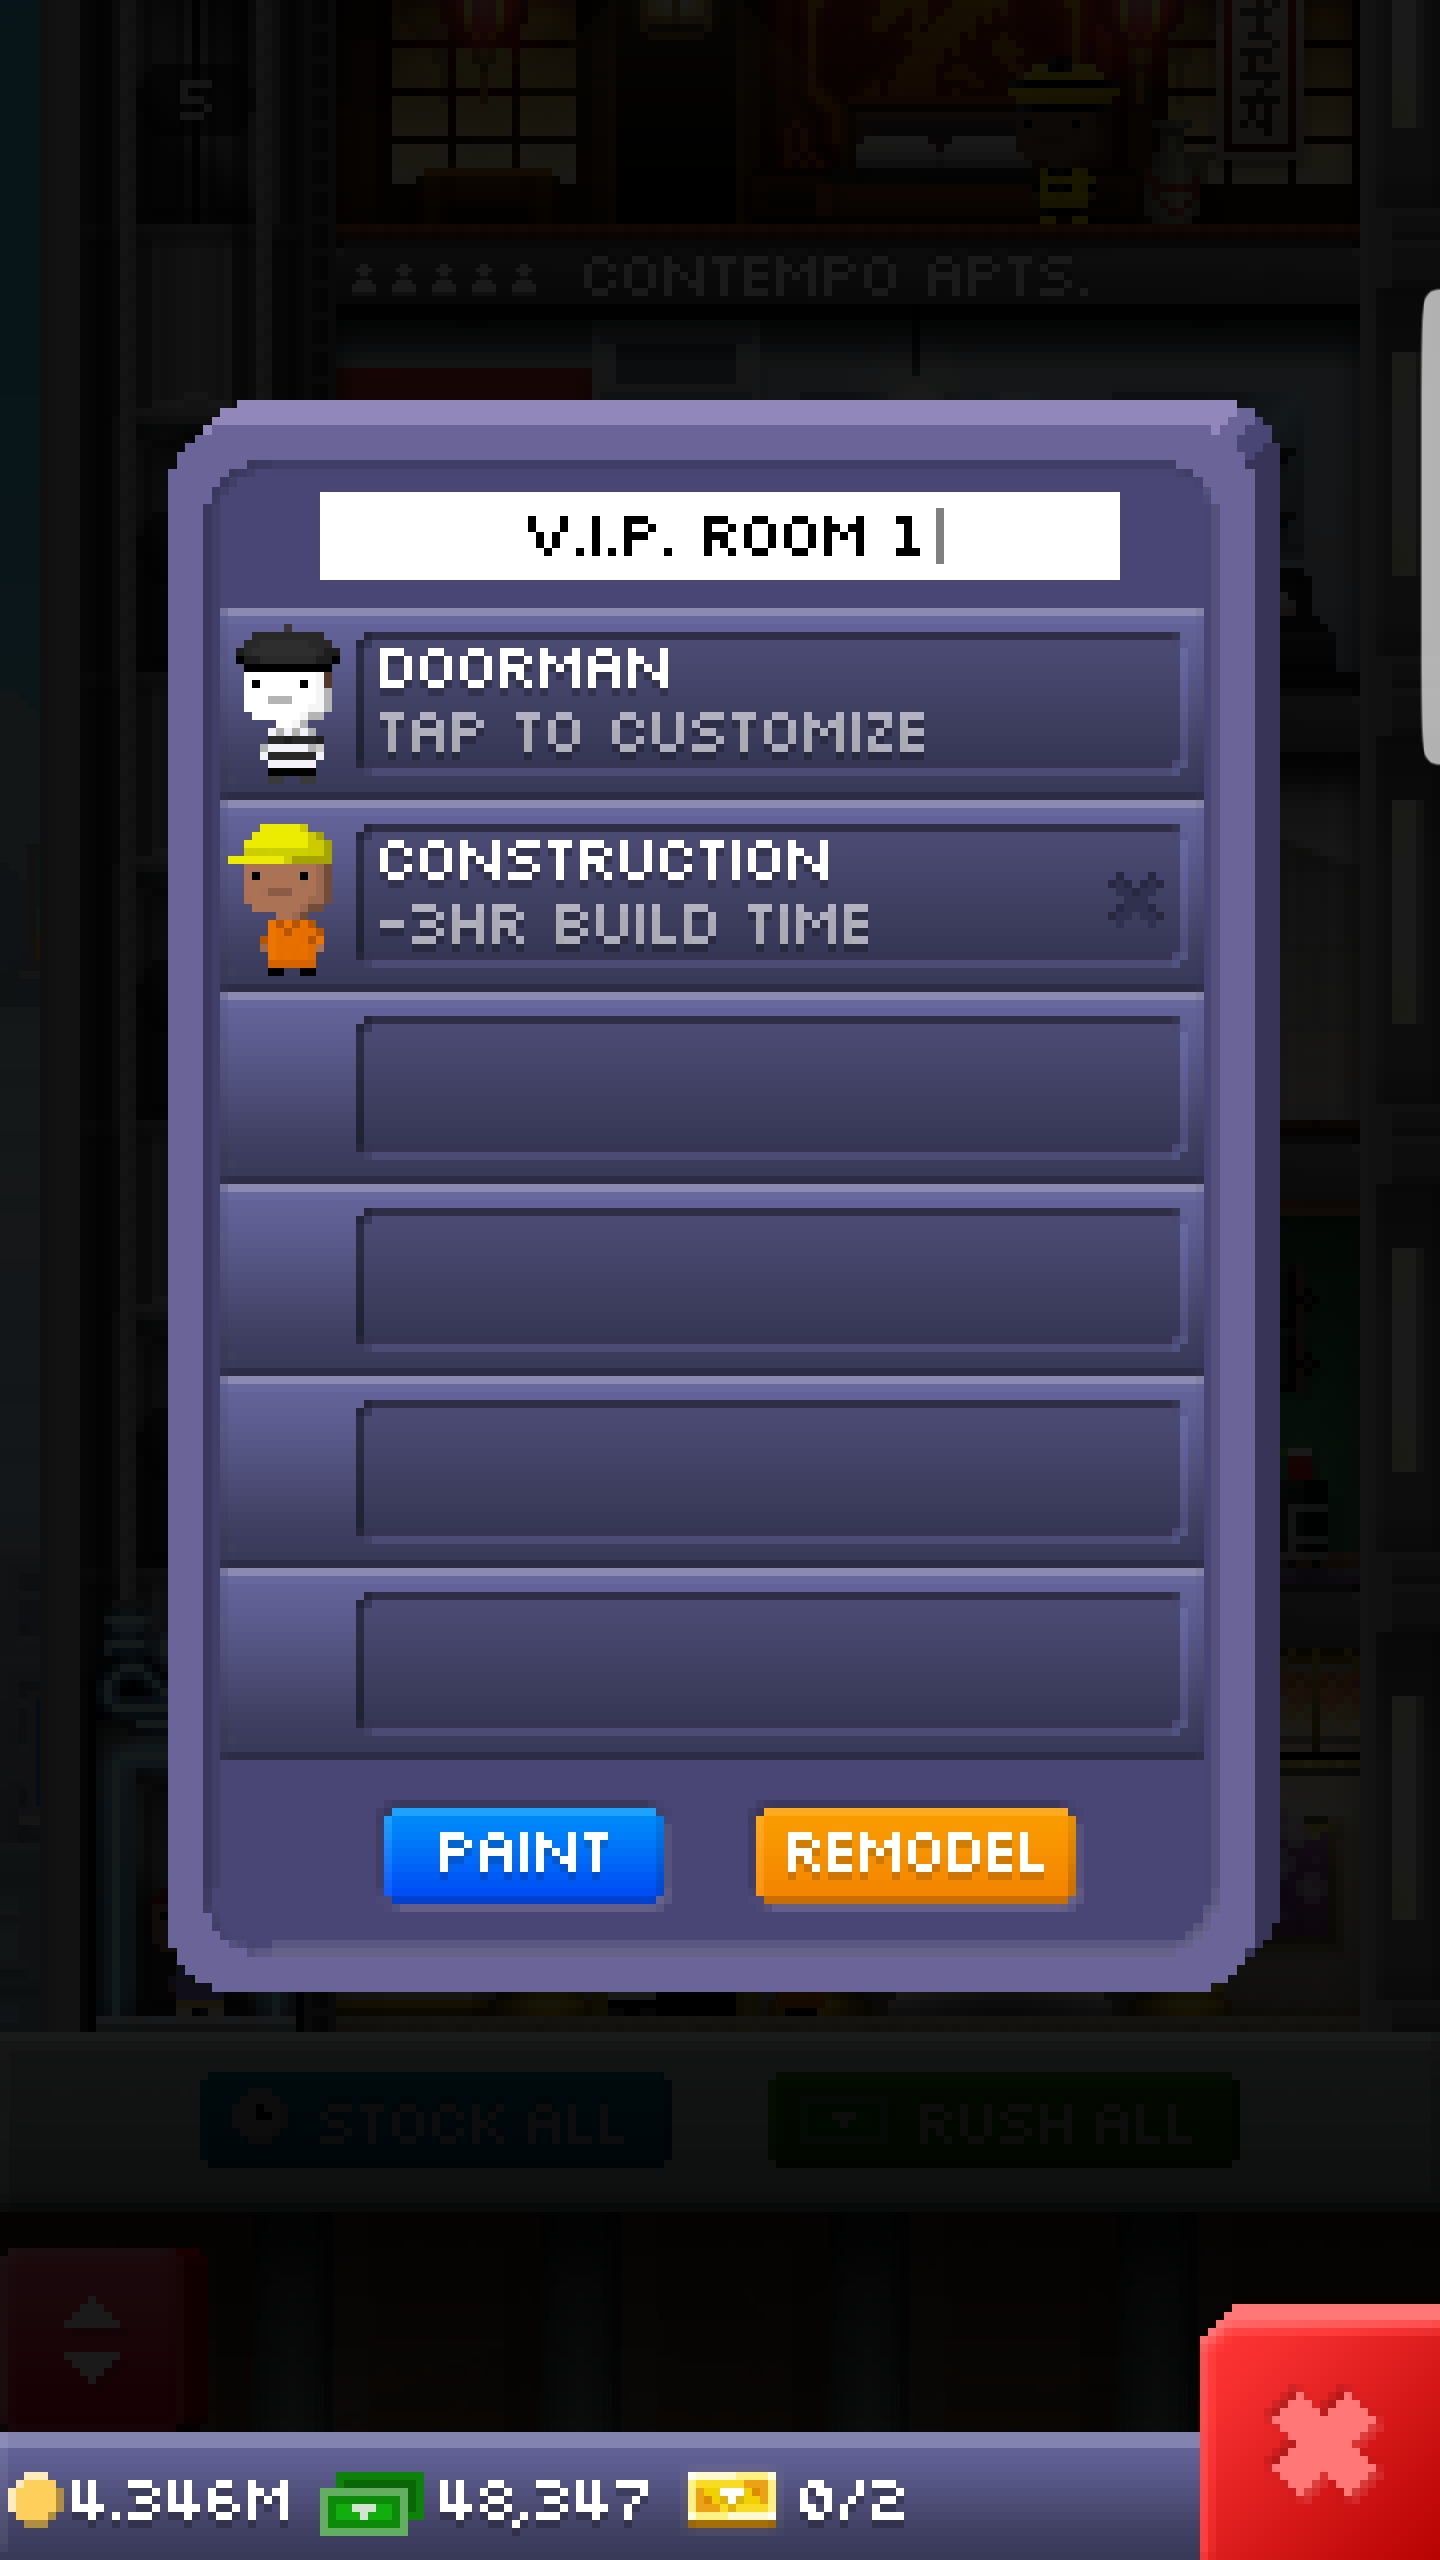 5
CONTEMPO APTS.
V.I.P. ROOM 1
DOORMAN
TAP TO CUSTOMIZE
CONSTRUCTION
-3HR BUILD TIME
PAINT
REMODEL
STOCK ALL
RUSH ALL
4.346M
48,347
0/2